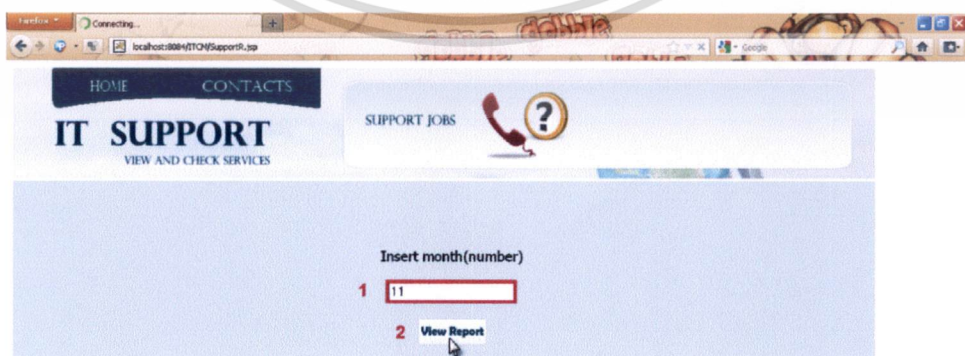 Firefox
Connecting...
localhost:8084/ITCM/SupportR.jsp
Google
HOME CONTACTS
IT SUPPORT
VIEW AND CHECK SERVICES
SUPPORT JOBS
?
Insert month(number)
1 11
2 View Report